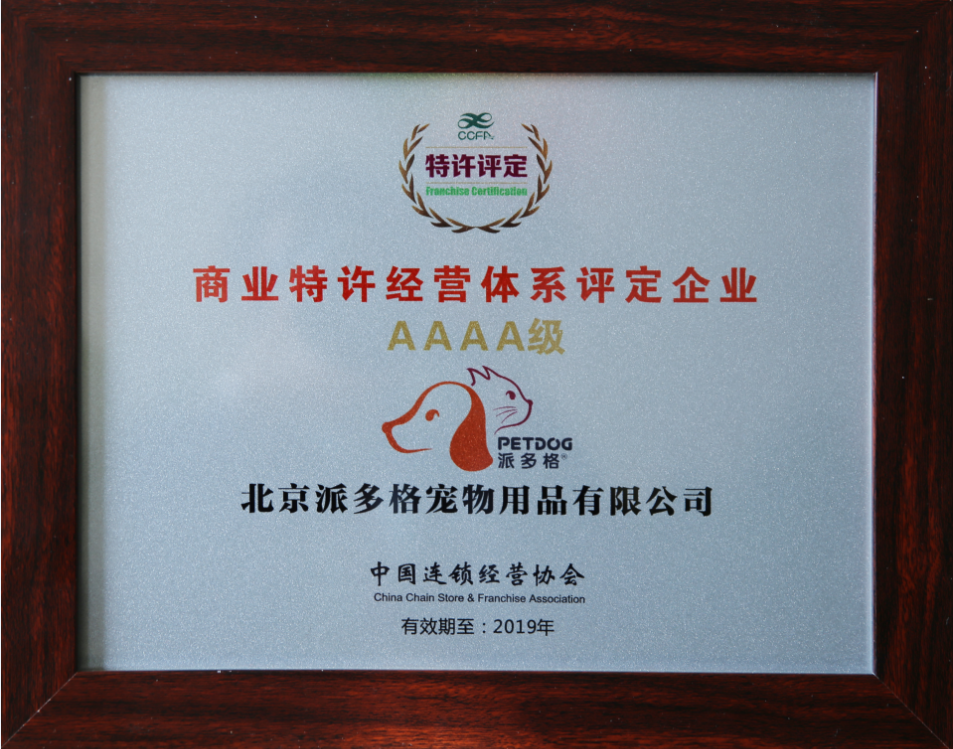 CCFA
特许评定
Franchise Certification
商业特许经营体系评定企业
AAAA级
PETDOG
派多格®
北京派多格宠物用品有限公司
中国连锁经营协会
China Chain Store & Franchise Association
有效期至：2019年